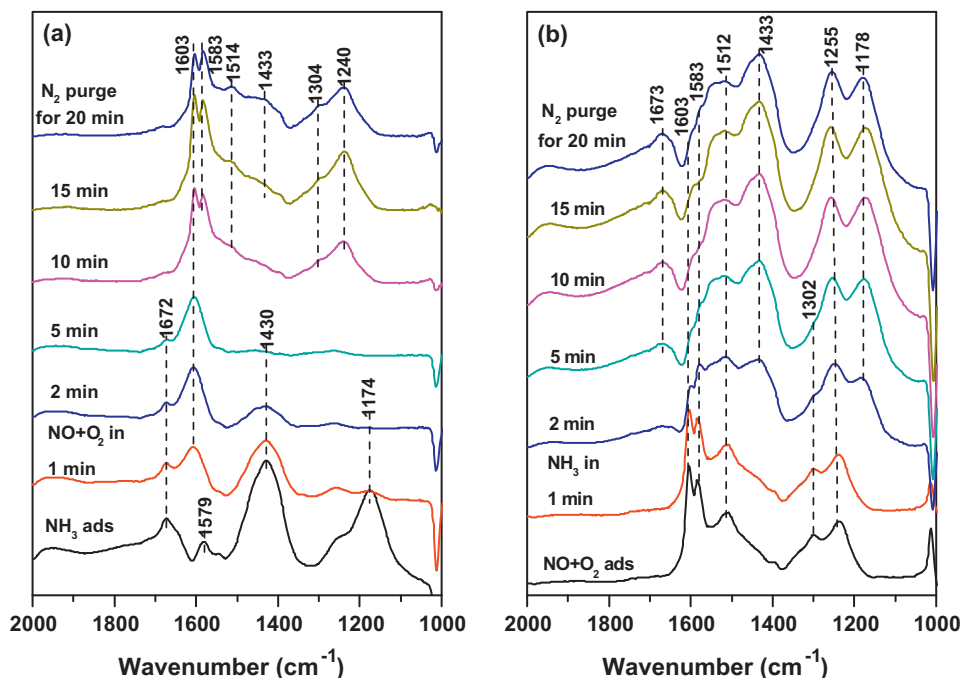 (a)
1603
1583
1514
1433
1304
1240
N2 purge
for 20 min
15 min
10 min
5 min
1672
1430
2 min
1174
NO+O2 in
1 min
1579
NH3 ads
2000 1800 1600 1400 1200 1000
Wavenumber (cm-1)
(b)
1673
1603
1583
1512
1433
1255
1178
N2 purge
for 20 min
15 min
10 min
1302
5 min
2 min
NH3 in
1 min
NO+O2 ads
2000 1800 1600 1400 1200 1000
Wavenumber (cm-1)